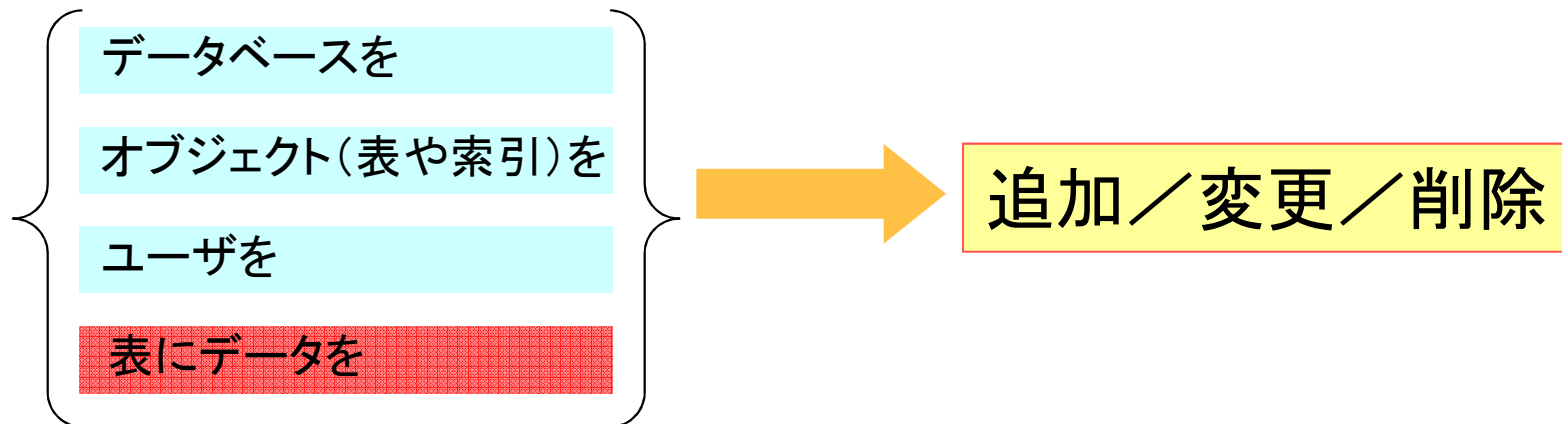 データベースを
オブジェクト（表や索引）を
ユーザを
表にデータを
追加／変更／削除